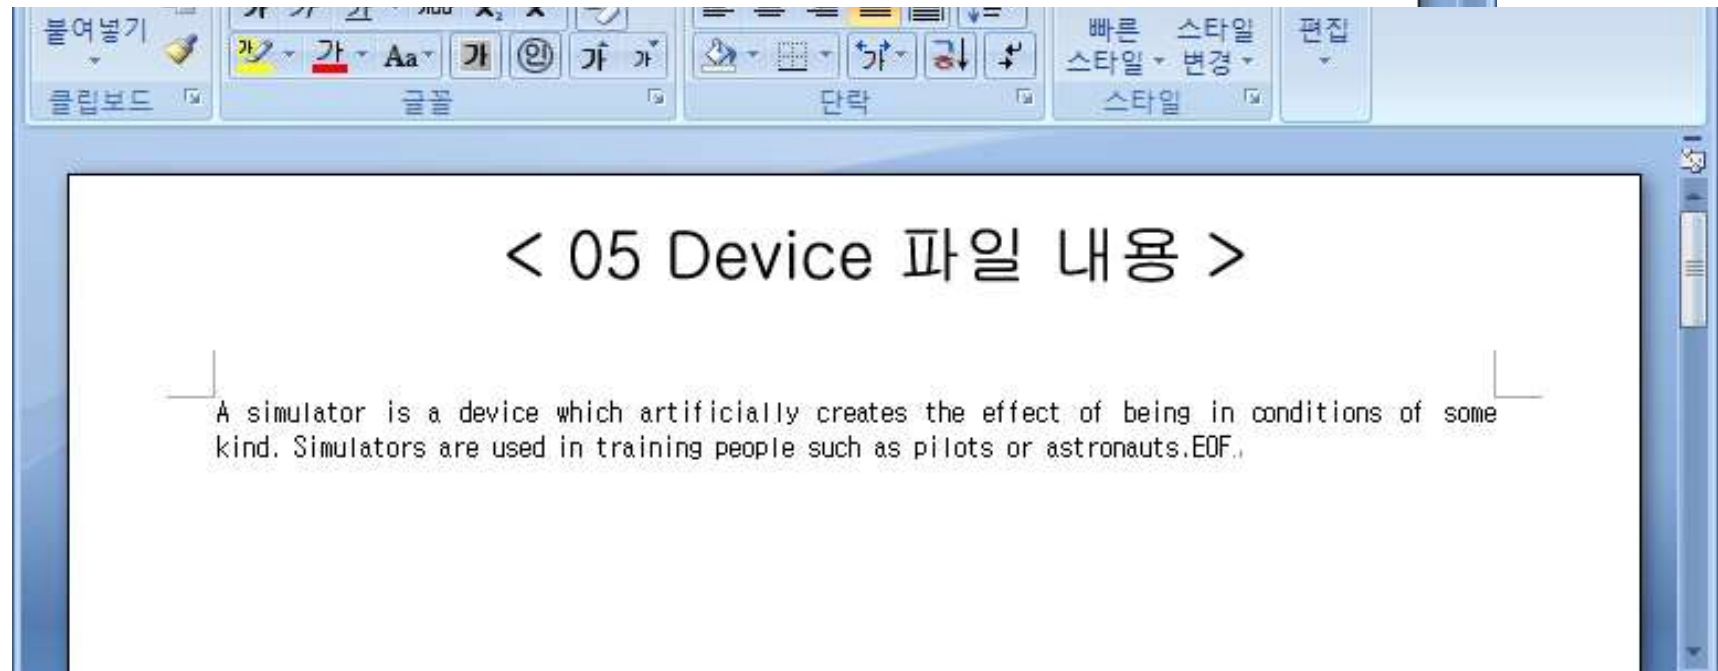 붙여넣기
가 가 Aa 가 인 가 가
가 공
빠른 스타일 편집
스타일 변경
클립보드 글꼴 단락 스타일
< 05 Device 파일 내용 >
A simulator is a device which artificially creates the effect of being in conditions of some
kind. Simulators are used in training people such as pilots or astronauts.EOF.